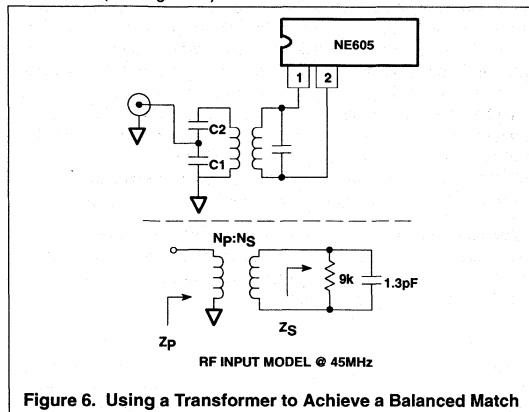 NE605
1 2
C2
C1
NP:NS
9k
1.3pF
ZP
ZS
RF INPUT MODEL @ 45MHz
Figure 6. Using a Transformer to Achieve a Balanced Match